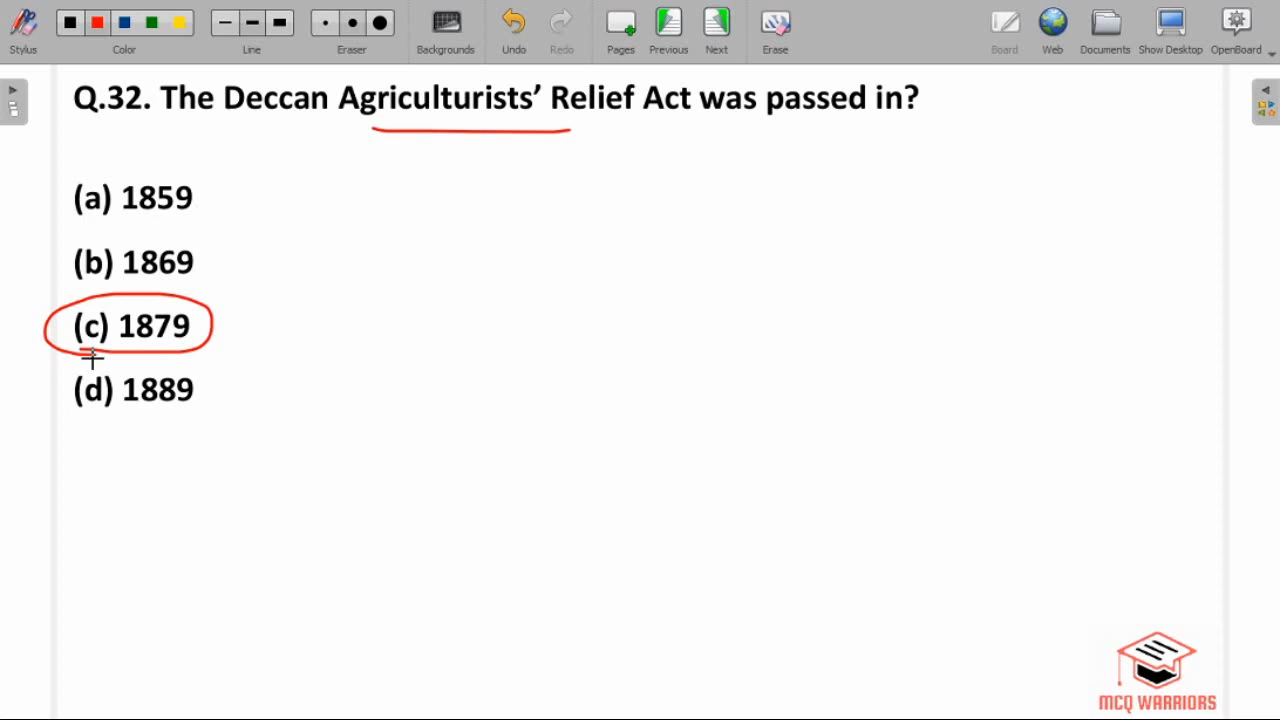 Stylus Color Line Eraser Backgrounds Undo Redo Pages Previous Next Erase Board Web Documents Show Desktop OpenBoard
Q.32. The Deccan Agriculturists’ Relief Act was passed in?
(a) 1859
(b) 1869
(c) 1879
(d) 1889
MCQ WARRIORS